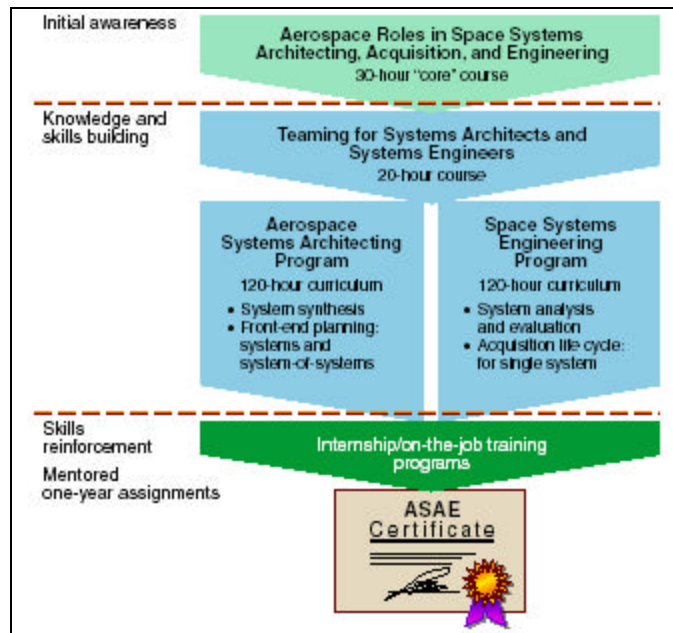 Initial awareness
Aerospace Roles in Space Systems
Architecting, Acquisition, and Engineering
30-hour “core” course
Knowledge and
skills building
Teaming for Systems Architects and
Systems Engineers
20-hour course
Aerospace
Systems Architecting
Program
120-hour curriculum
• System synthesis
• Front-end planning:
systems and
system-of-systems
Space Systems
Engineering
Program
120-hour curriculum
• System analysis
and evaluation
• Acquisition life cycle:
for single system
Skills
reinforcement
Mentored
one-year assignments
Internship/on-the-job training
programs
ASAE
Certificate